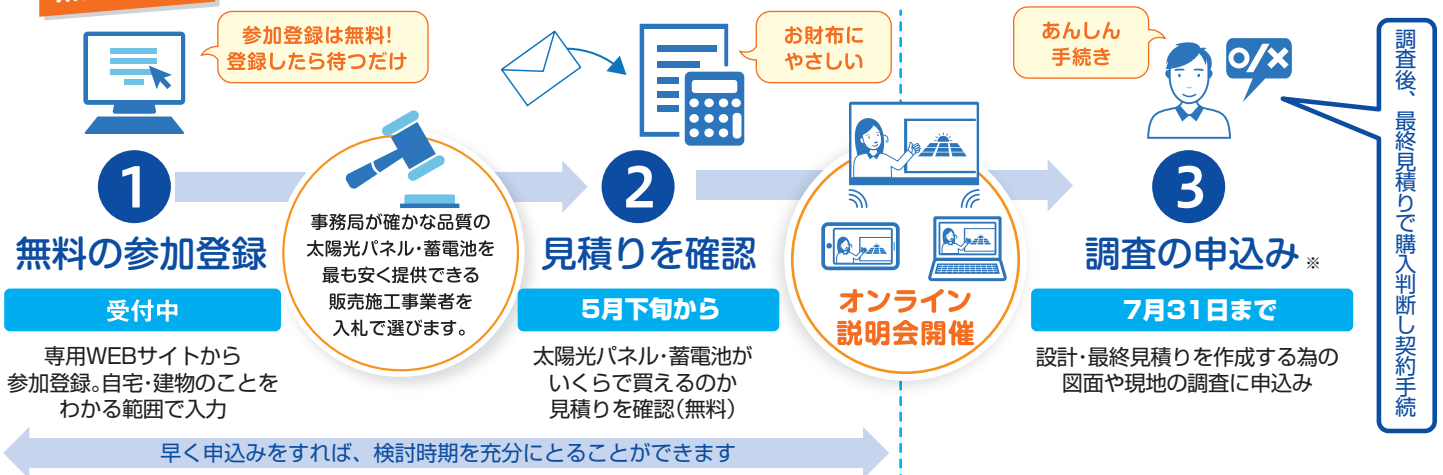 参加登録は無料!
登録したら待つだけ
1
無料の参加登録
受付中
専用WEBサイトから
参加登録。自宅・建物のことを
わかる範囲で入力
事務局が確かな品質の
太陽光パネル・蓄電池を
最も安く提供できる
販売施工事業者を
入札で選びます。
お財布に
やさしい
2
見積りを確認
5月下旬から
太陽光パネル・蓄電池が
いくらで買えるのか
見積りを確認(無料)
オンライン
説明会開催
あんしん
手続き
o/×
3
調査の申込み※
7月31日まで
設計・最終見積りを作成する為の
図面や現地の調査に申込み
調査後、最終見積りで購入判断し契約手続
早く申込みをすれば、検討時期を充分にとることができます